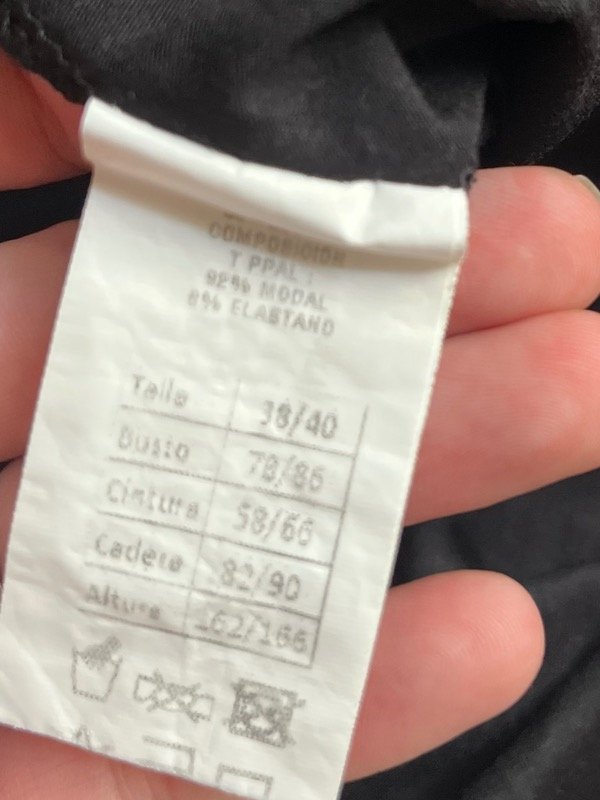 COMPOSICION
T PPAL :
92% MODAL
8% ELASTANO
Talla 38/40
Busto 78/86
Cintura 58/66
Cadera 82/90
Altura 162/166